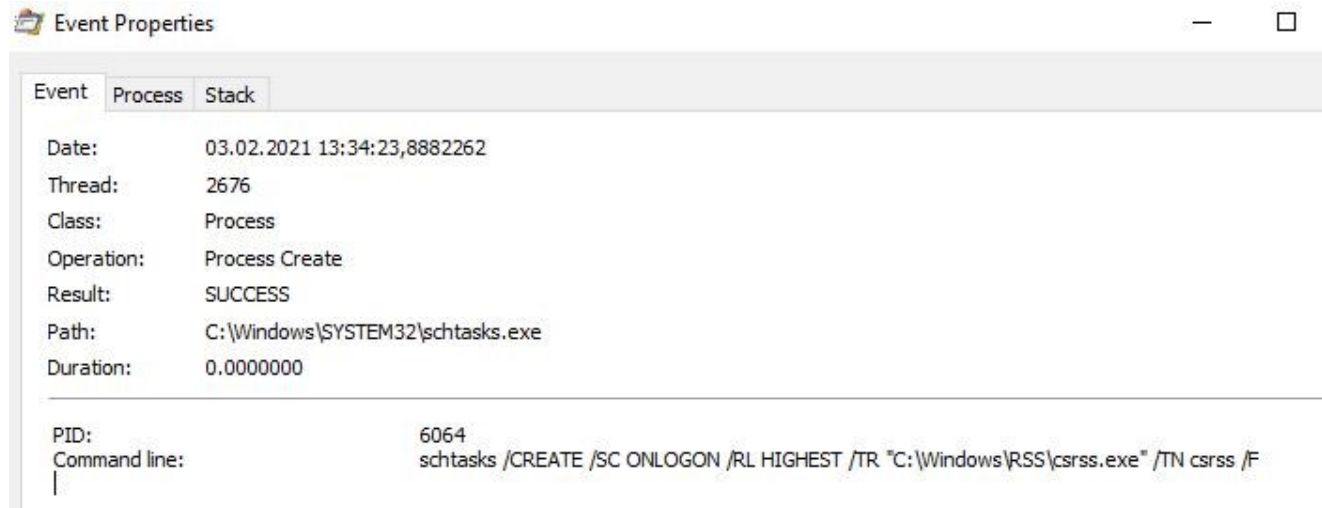 Event Properties
Event Process Stack
Date: 03.02.2021 13:34:23,8882262
Thread: 2676
Class: Process
Operation: Process Create
Result: SUCCESS
Path: C:\Windows\SYSTEM32\schtasks.exe
Duration: 0.0000000
PID: 6064
Command line: schtasks /CREATE /SC ONLOGON /RL HIGHEST /TR "C:\Windows\RSS\csrss.exe" /TN csrss /F